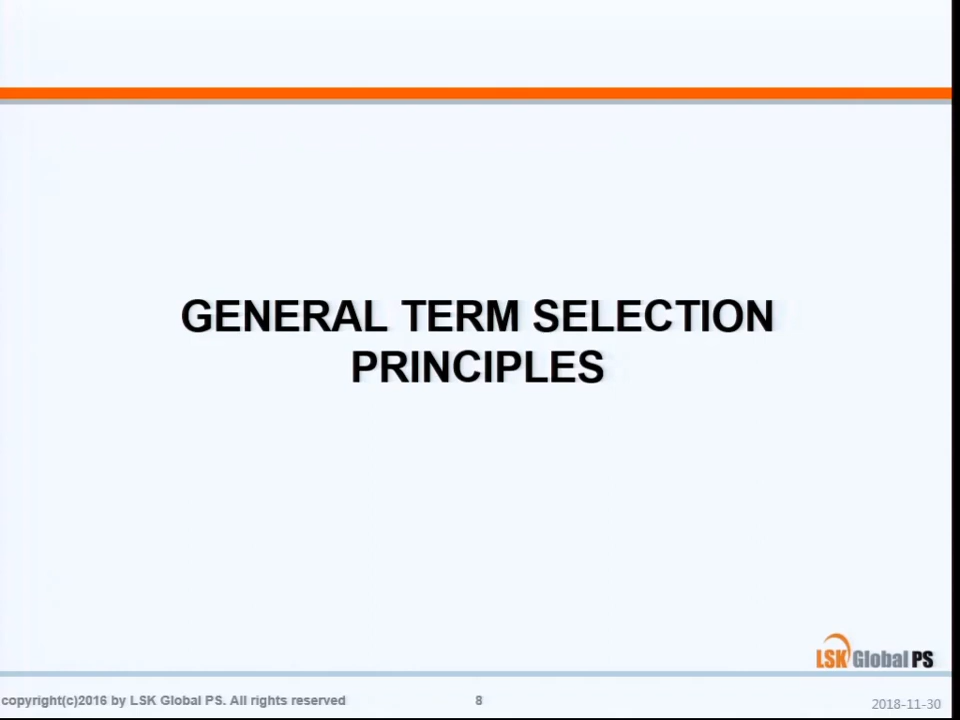 GENERAL TERM SELECTION
PRINCIPLES
LSK Global PS
copyright(c)2016 by LSK Global PS. All rights reserved
8
2018-11-30